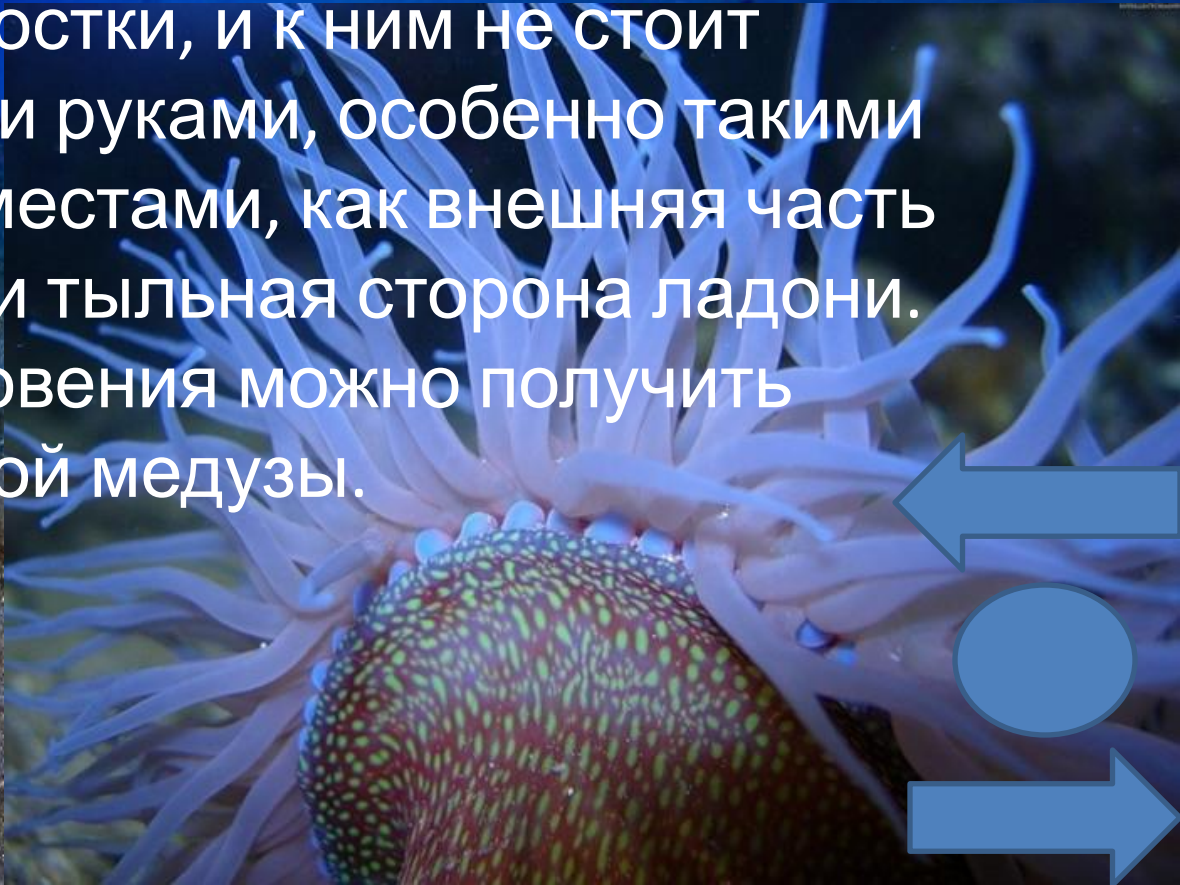 остки, и к ним не стоит
и руками, особенно такими
местами, как внешняя часть
и тыльная сторона ладони.
овения можно получить
ой медузы.